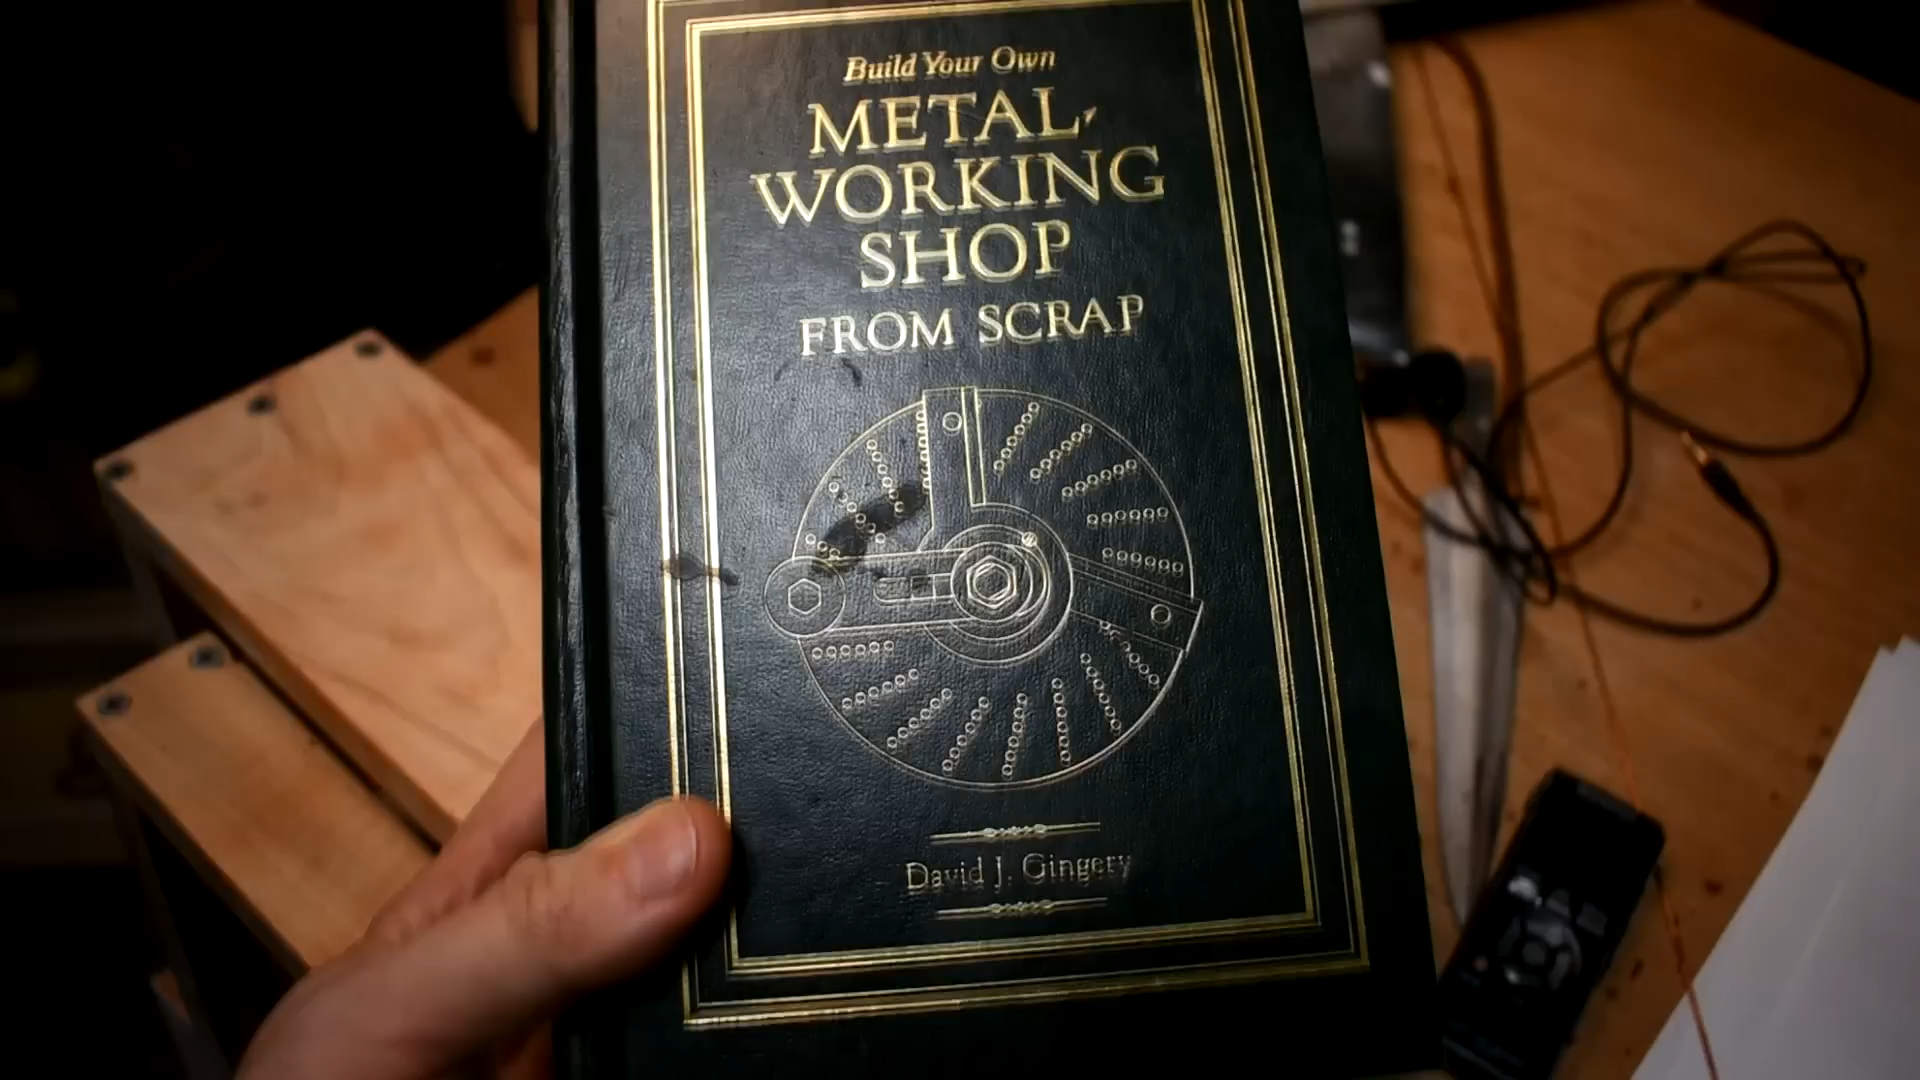 Build Your Own
METAL-
WORKING
SHOP
FROM SCRAP
David J. Gingery